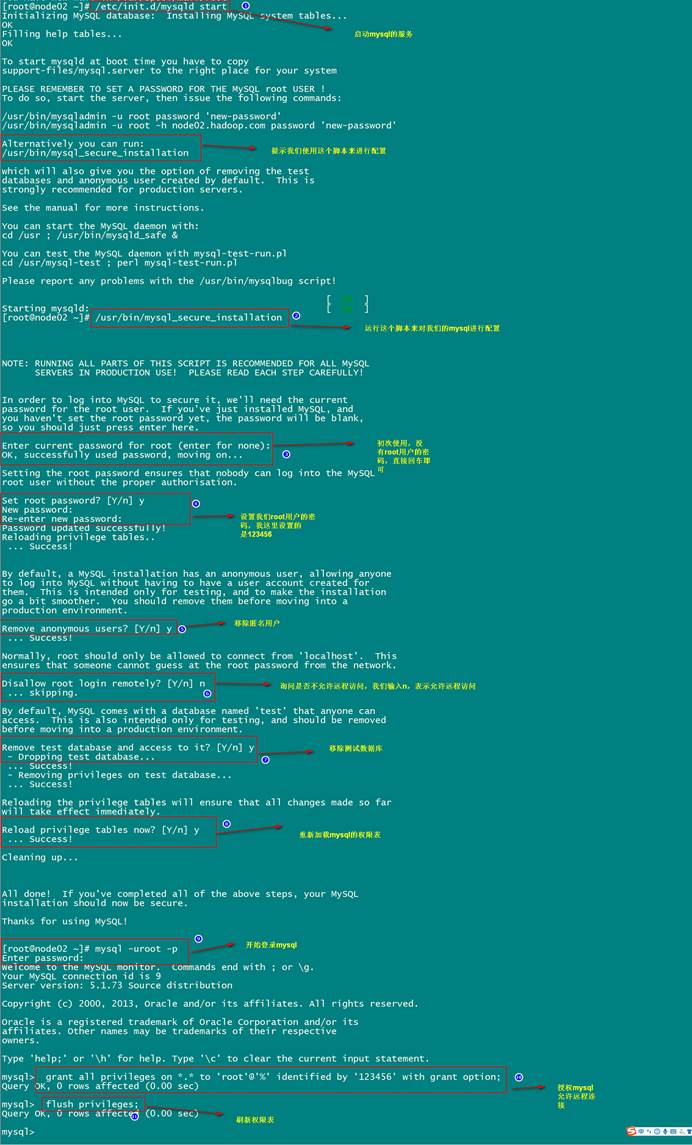 [root@node02 ~]# /etc/init.d/mysqld start 1
Initializing MySQL database:  Installing MySQL system tables...
OK
启动mysql的服务
Filling help tables...
OK
To start mysqld at boot time you have to copy
support-files/mysql.server to the right place for your system
PLEASE REMEMBER TO SET A PASSWORD FOR THE MySQL root USER !
To do so, start the server, then issue the following commands:
/usr/bin/mysqladmin -u root password 'new-password'
/usr/bin/mysqladmin -u root -h node02.hadoop.com password 'new-password'
Alternatively you can run:
/usr/bin/mysql_secure_installation
提示我们使用这个脚本来进行配置
which will also give you the option of removing the test
databases and anonymous user created by default.  This is
strongly recommended for production servers.
See the manual for more instructions.
You can start the MySQL daemon with:
cd /usr ; /usr/bin/mysqld_safe &
You can test the MySQL daemon with mysql-test-run.pl
cd /usr/mysql-test ; perl mysql-test-run.pl
Please report any problems with the /usr/bin/mysqlbug script!
[ ]
Starting mysqld: [ ]
[root@node02 ~]# /usr/bin/mysql_secure_installation 2
运行这个脚本来对我们的mysql进行配置
NOTE: RUNNING ALL PARTS OF THIS SCRIPT IS RECOMMENDED FOR ALL MySQL
SERVERS IN PRODUCTION USE!  PLEASE READ EACH STEP CAREFULLY!
In order to log into MySQL to secure it, we'll need the current
password for the root user.  If you've just installed MySQL, and
you haven't set the root password yet, the password will be blank,
so you should just press enter here.
Enter current password for root (enter for none):
OK, successfully used password, moving on... 3
初次使用，没
有root用户的密
码，直接回车即
可
Setting the root password ensures that nobody can log into the MySQL
root user without the proper authorisation.
Set root password? [Y/n] y 4
New password:
Re-enter new password:
设置我们root用户的密
码，我这里设置的
是123456
Password updated successfully!
Reloading privilege tables..
... Success!
By default, a MySQL installation has an anonymous user, allowing anyone
to log into MySQL without having to have a user account created for
them.  This is intended only for testing, and to make the installation
go a bit smoother.  You should remove them before moving into a
production environment.
Remove anonymous users? [Y/n] y 5
移除匿名用户
... Success!
Normally, root should only be allowed to connect from 'localhost'.  This
ensures that someone cannot guess at the root password from the network.
Disallow root login remotely? [Y/n] n
询问是否不允许远程访问，我们输入n，表示允许远程访问
... skipping. 6
By default, MySQL comes with a database named 'test' that anyone can
access.  This is also intended only for testing, and should be removed
before moving into a production environment.
Remove test database and access to it? [Y/n] y
移除测试数据库
- Dropping test database... 7
... Success!
- Removing privileges on test database...
... Success!
Reloading the privilege tables will ensure that all changes made so far
will take effect immediately.
Reload privilege tables now? [Y/n] y 8
重新加载mysql的权限表
... Success!
Cleaning up...
All done!  If you've completed all of the above steps, your MySQL
installation should now be secure.
Thanks for using MySQL!
[root@node02 ~]# mysql -uroot -p 9
开始登录mysql
Enter password:
Welcome to the MySQL monitor.  Commands end with ; or \g.
Your MySQL connection id is 9
Server version: 5.1.73 Source distribution
Copyright (c) 2000, 2013, Oracle and/or its affiliates. All rights reserved.
Oracle is a registered trademark of Oracle Corporation and/or its
affiliates. Other names may be trademarks of their respective
owners.
Type 'help;' or '\h' for help. Type '\c' to clear the current input statement.
mysql> grant all privileges on *.* to 'root'@'%' identified by '123456' with grant option; 10
Query OK, 0 rows affected (0.00 sec)
授权mysql
允许远程连
接
mysql> flush privileges;
Query OK, 0 rows affected (0.00 sec) 11
刷新权限表
mysql>